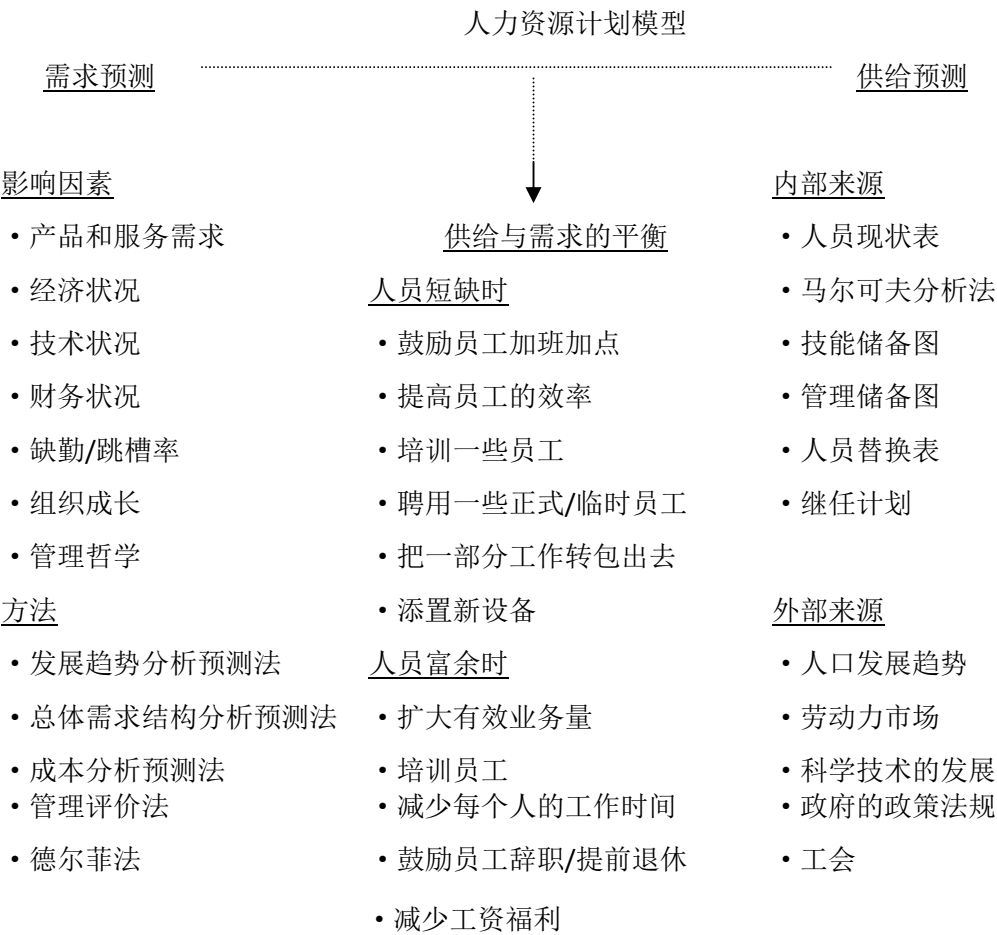 人力资源计划模型
需求预测
供给预测
影响因素
·产品和服务需求
·经济状况
·技术状况
·财务状况
·缺勤/跳槽率
·组织成长
·管理哲学
方法
·发展趋势分析预测法
·总体需求结构分析预测法
·成本分析预测法
·管理评价法
·德尔菲法
供给与需求的平衡
人员短缺时
·鼓励员工加班加点
·提高员工的效率
·培训一些员工
·聘用一些正式/临时员工
·把一部分工作转包出去
·添置新设备
人员富余时
·扩大有效业务量
·培训员工
·减少每个人的工作时间
·鼓励员工辞职/提前退休
·减少工资福利
内部来源
·人员现状表
·马尔可夫分析法
·技能储备图
·管理储备图
·人员替换表
·继任计划
外部来源
·人口发展趋势
·劳动力市场
·科学技术的发展
·政府的政策法规
·工会